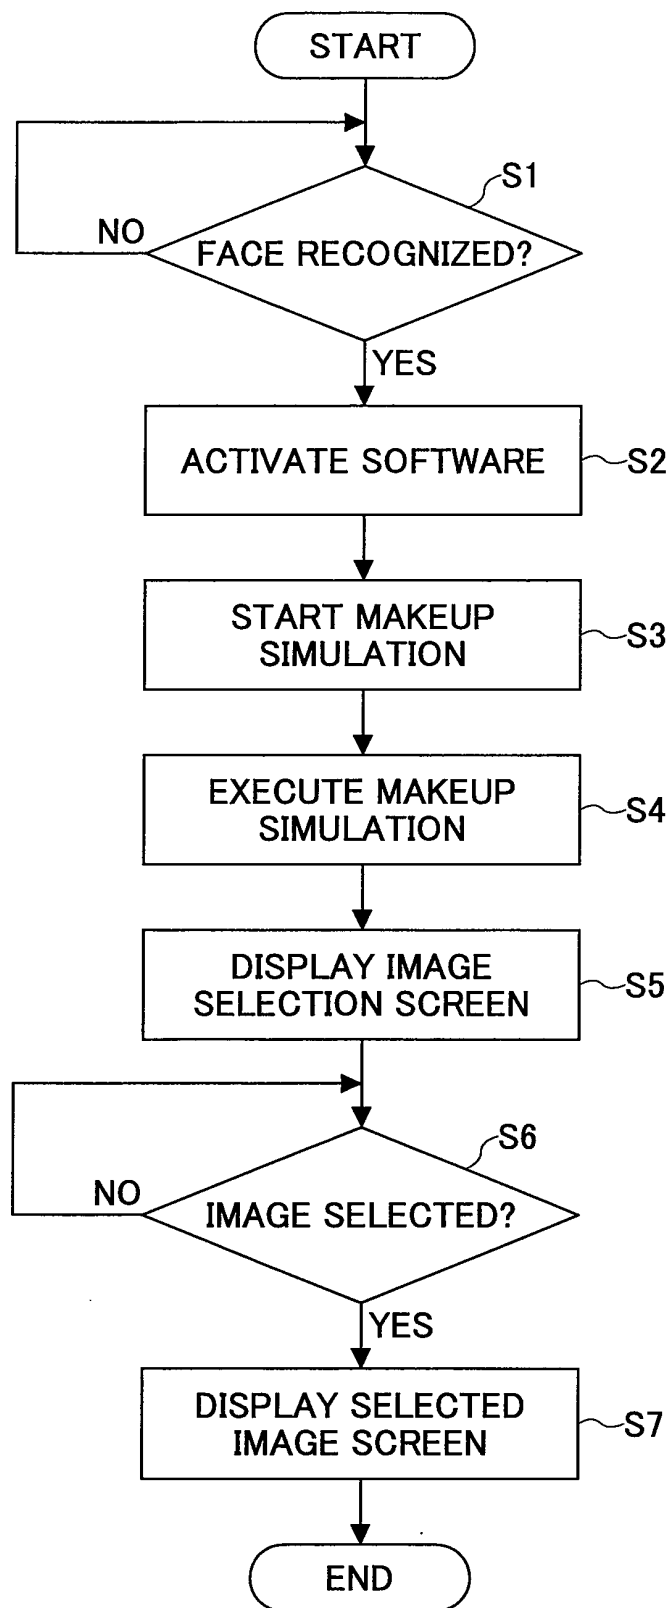 START
S1
NO
FACE RECOGNIZED?
YES
ACTIVATE SOFTWARE
S2
START MAKEUP
SIMULATION
S3
EXECUTE MAKEUP
SIMULATION
S4
DISPLAY IMAGE
SELECTION SCREEN
S5
S6
NO
IMAGE SELECTED?
YES
DISPLAY SELECTED
IMAGE SCREEN
S7
END